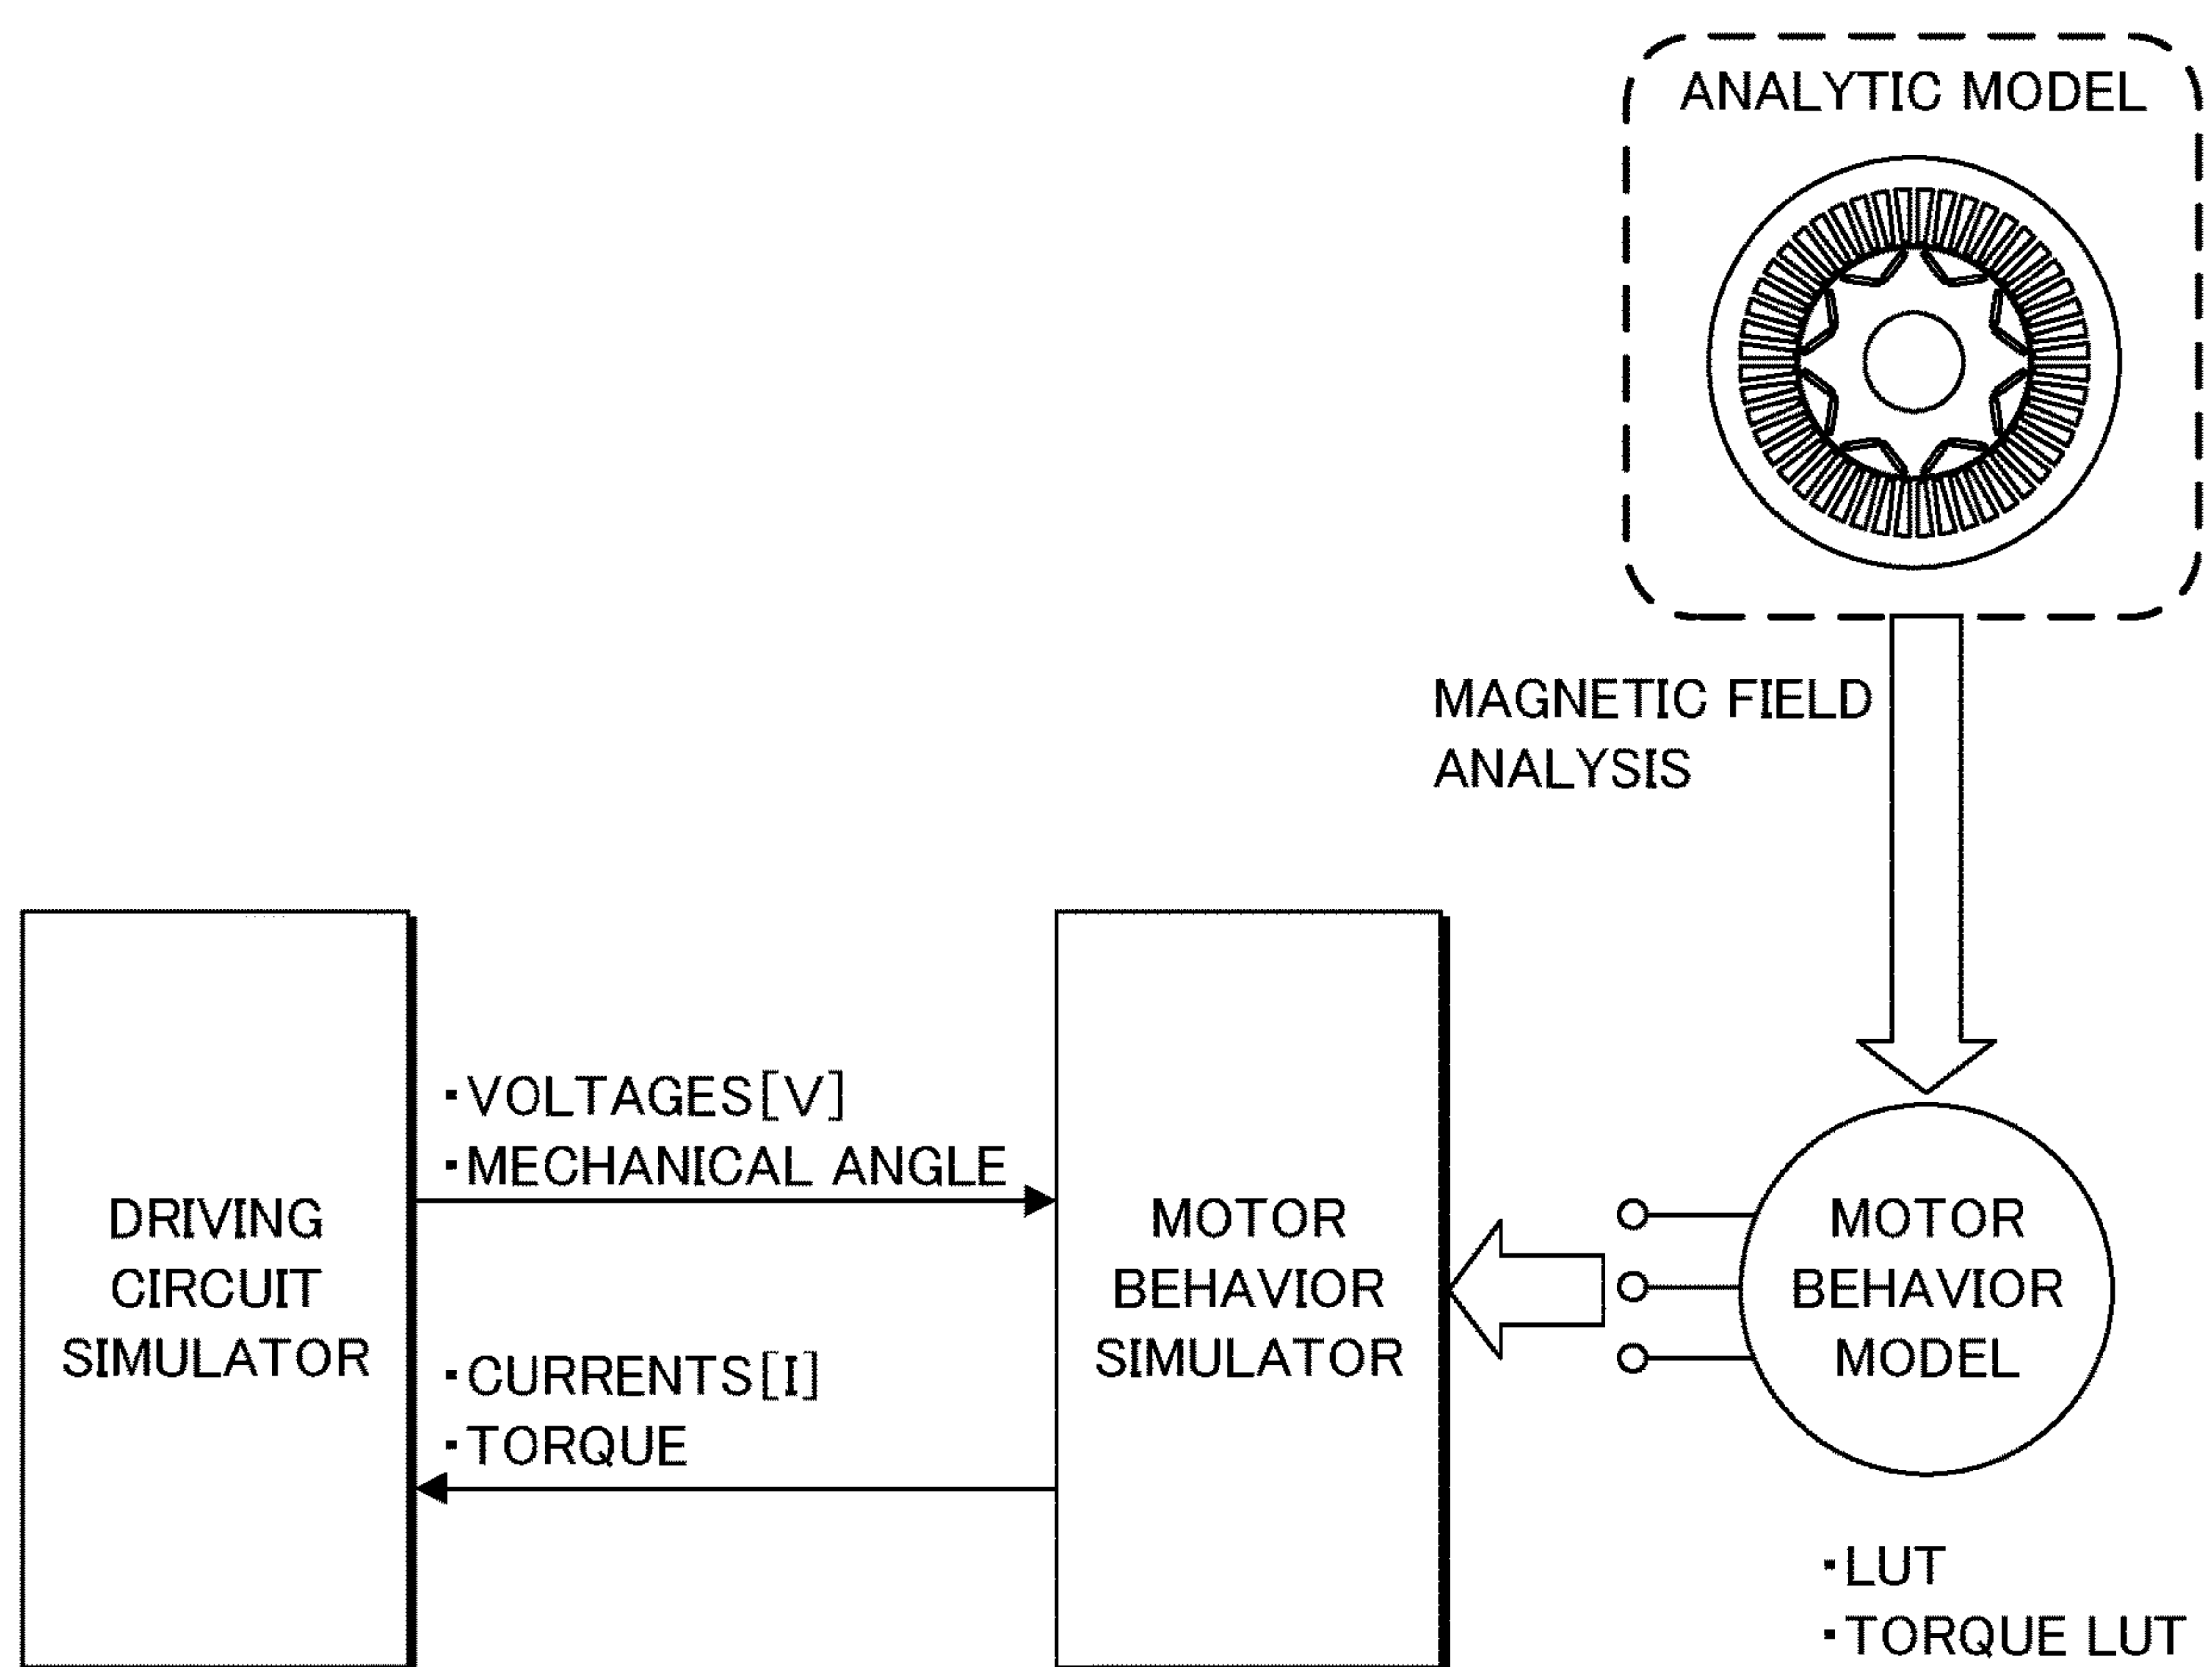 ANALYTIC MODEL
MAGNETIC FIELD
ANALYSIS
・VOLTAGES[V]
・MECHANICAL ANGLE
DRIVING
CIRCUIT
SIMULATOR
・CURRENTS[I]
・TORQUE
MOTOR
BEHAVIOR
SIMULATOR
MOTOR
BEHAVIOR
MODEL
・LUT
・TORQUE LUT